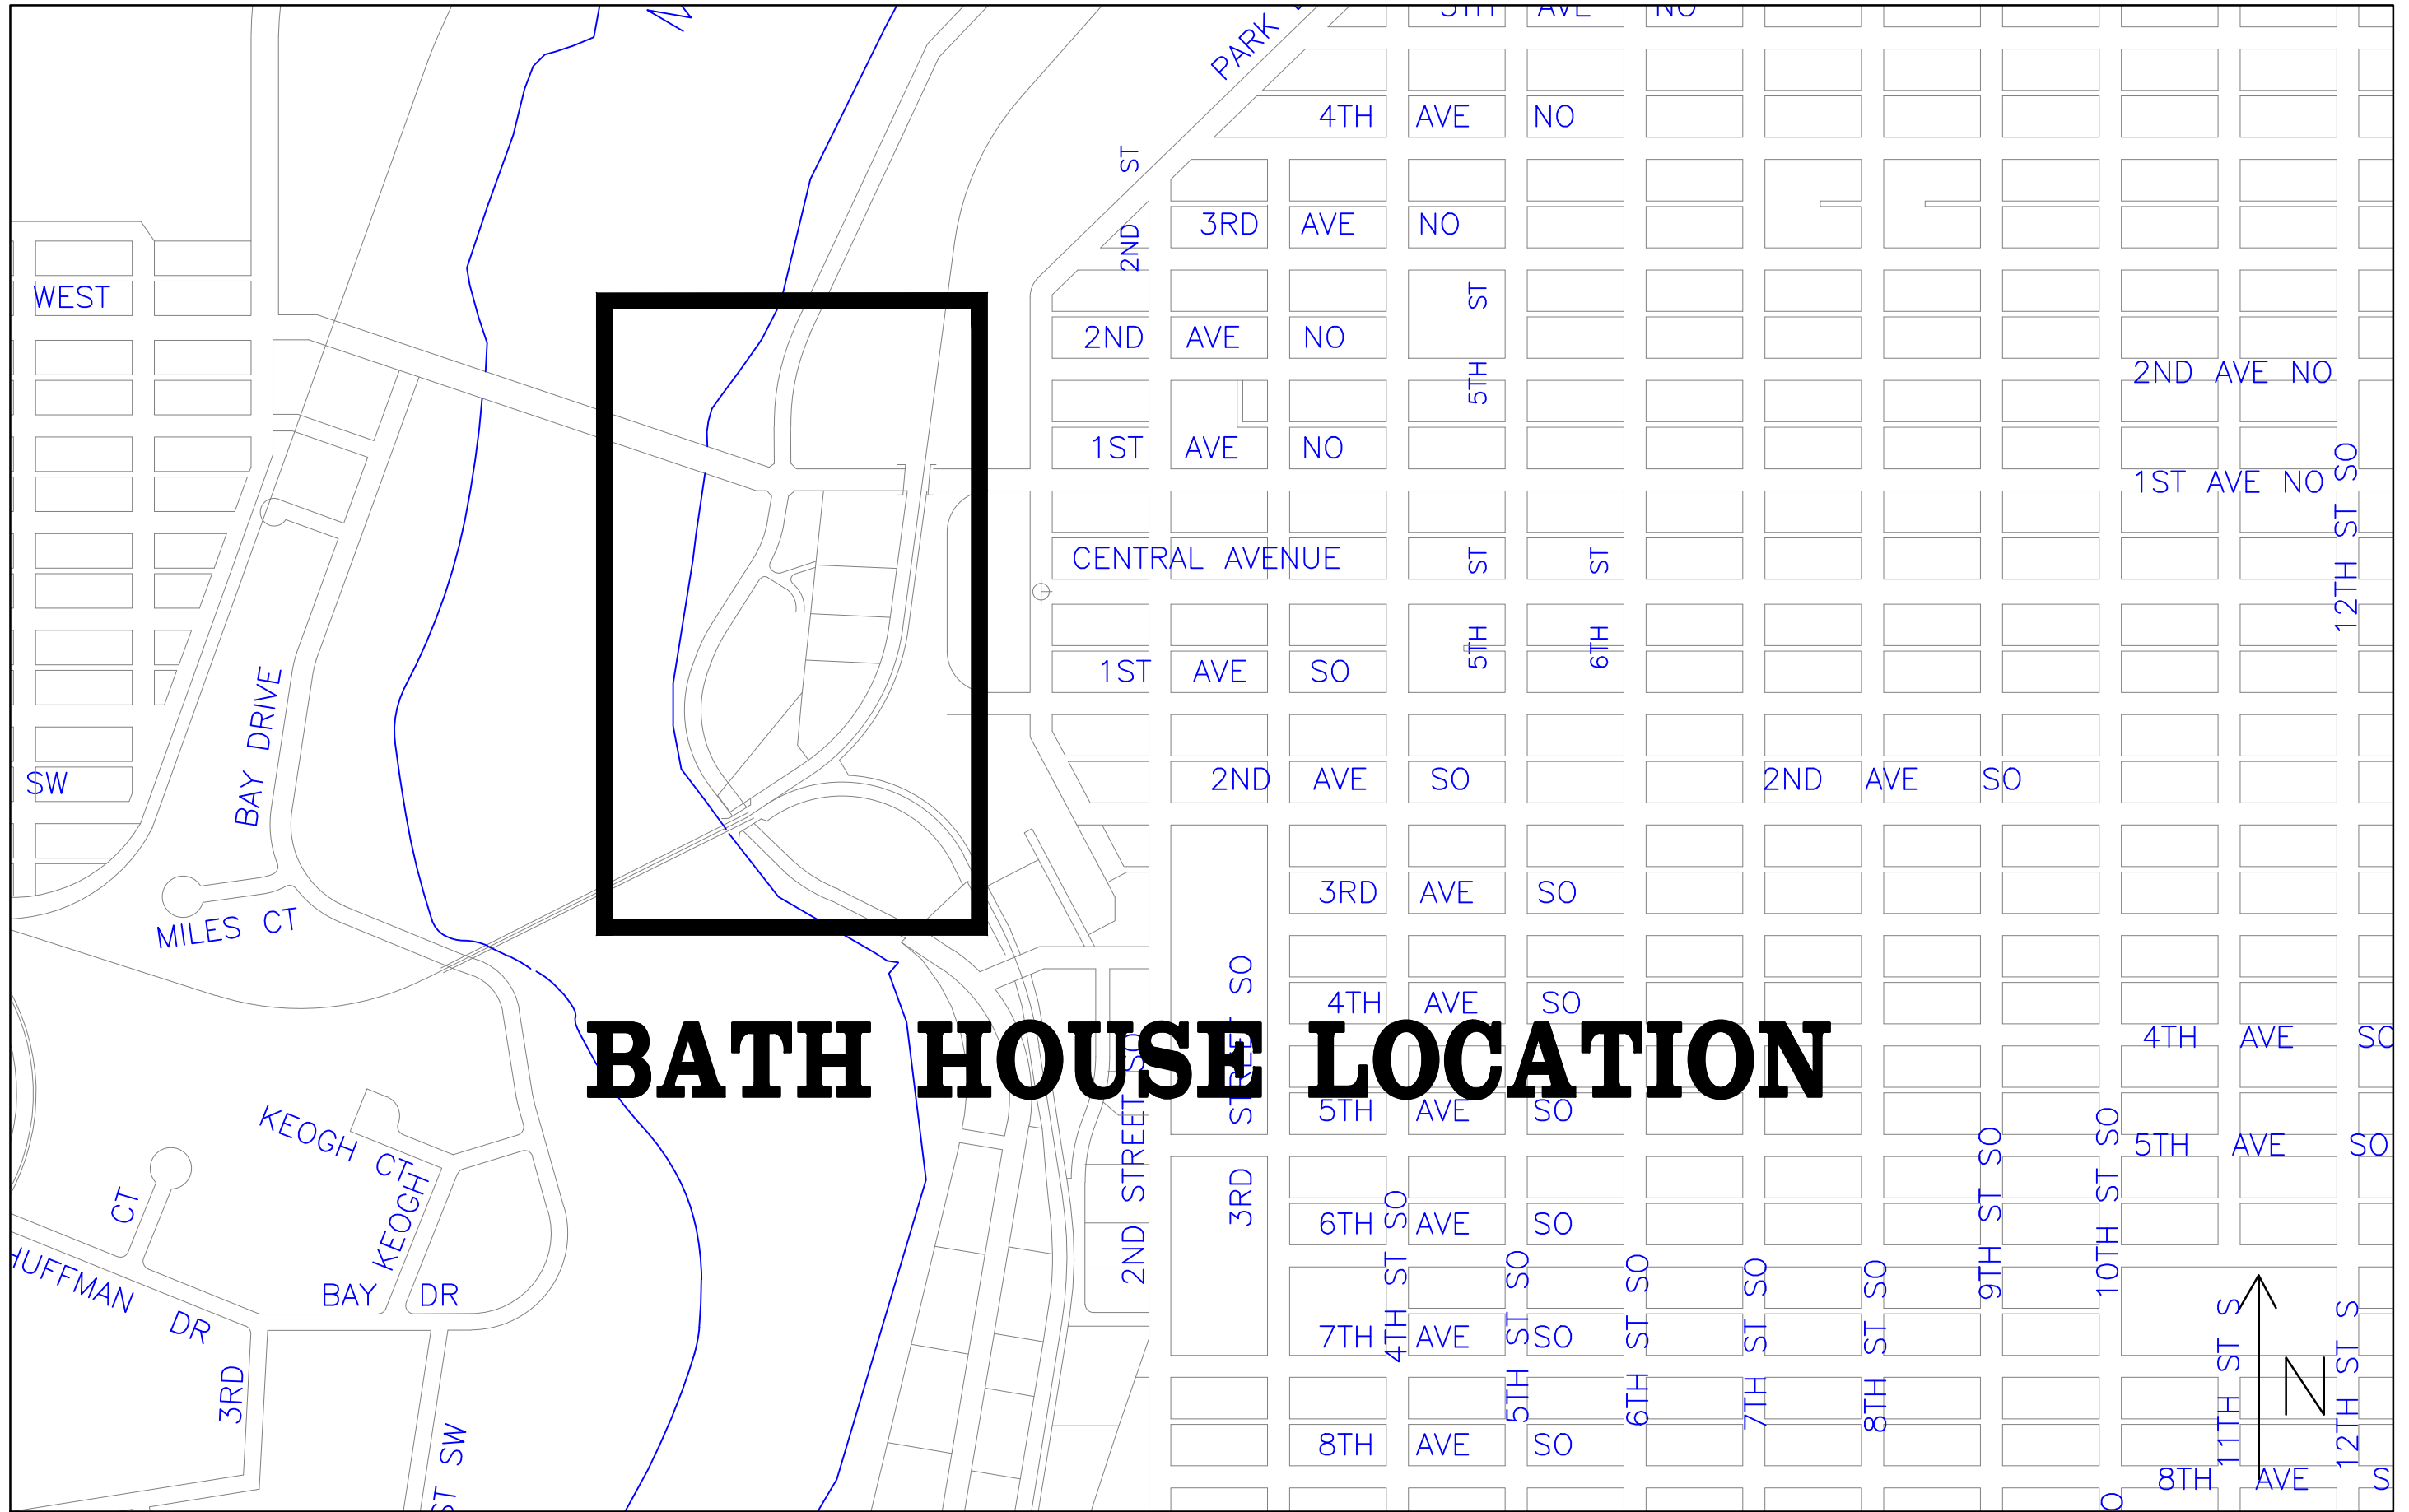 5TH AVE NO
PARK
4TH AVE NO
2ND ST
3RD AVE NO
WEST
5TH ST
2ND AVE NO
2ND AVE NO
1ST AVE NO
1ST AVE NO
12TH ST SO
CENTRAL AVENUE
5TH ST
6TH ST
1ST AVE SO
BAY DRIVE
SW
2ND AVE SO
2ND AVE SO
3RD AVE SO
MILES CT
4TH AVE SO
4TH AVE SO
BATH HOUSE LOCATION
2ND STREET SO
3RD STREET SO
5TH AVE SO
5TH AVE SO
KEOGH CT
KEOGH
CT
6TH AVE SO
HUFFMAN DR
BAY DR
7TH AVE SO
4TH ST SO
5TH ST SO
6TH ST SO
7TH ST SO
8TH ST SO
9TH ST SO
10TH ST SO
11TH ST S
12TH ST S
N
3RD
ST SW
8TH AVE SO
8TH AVE S